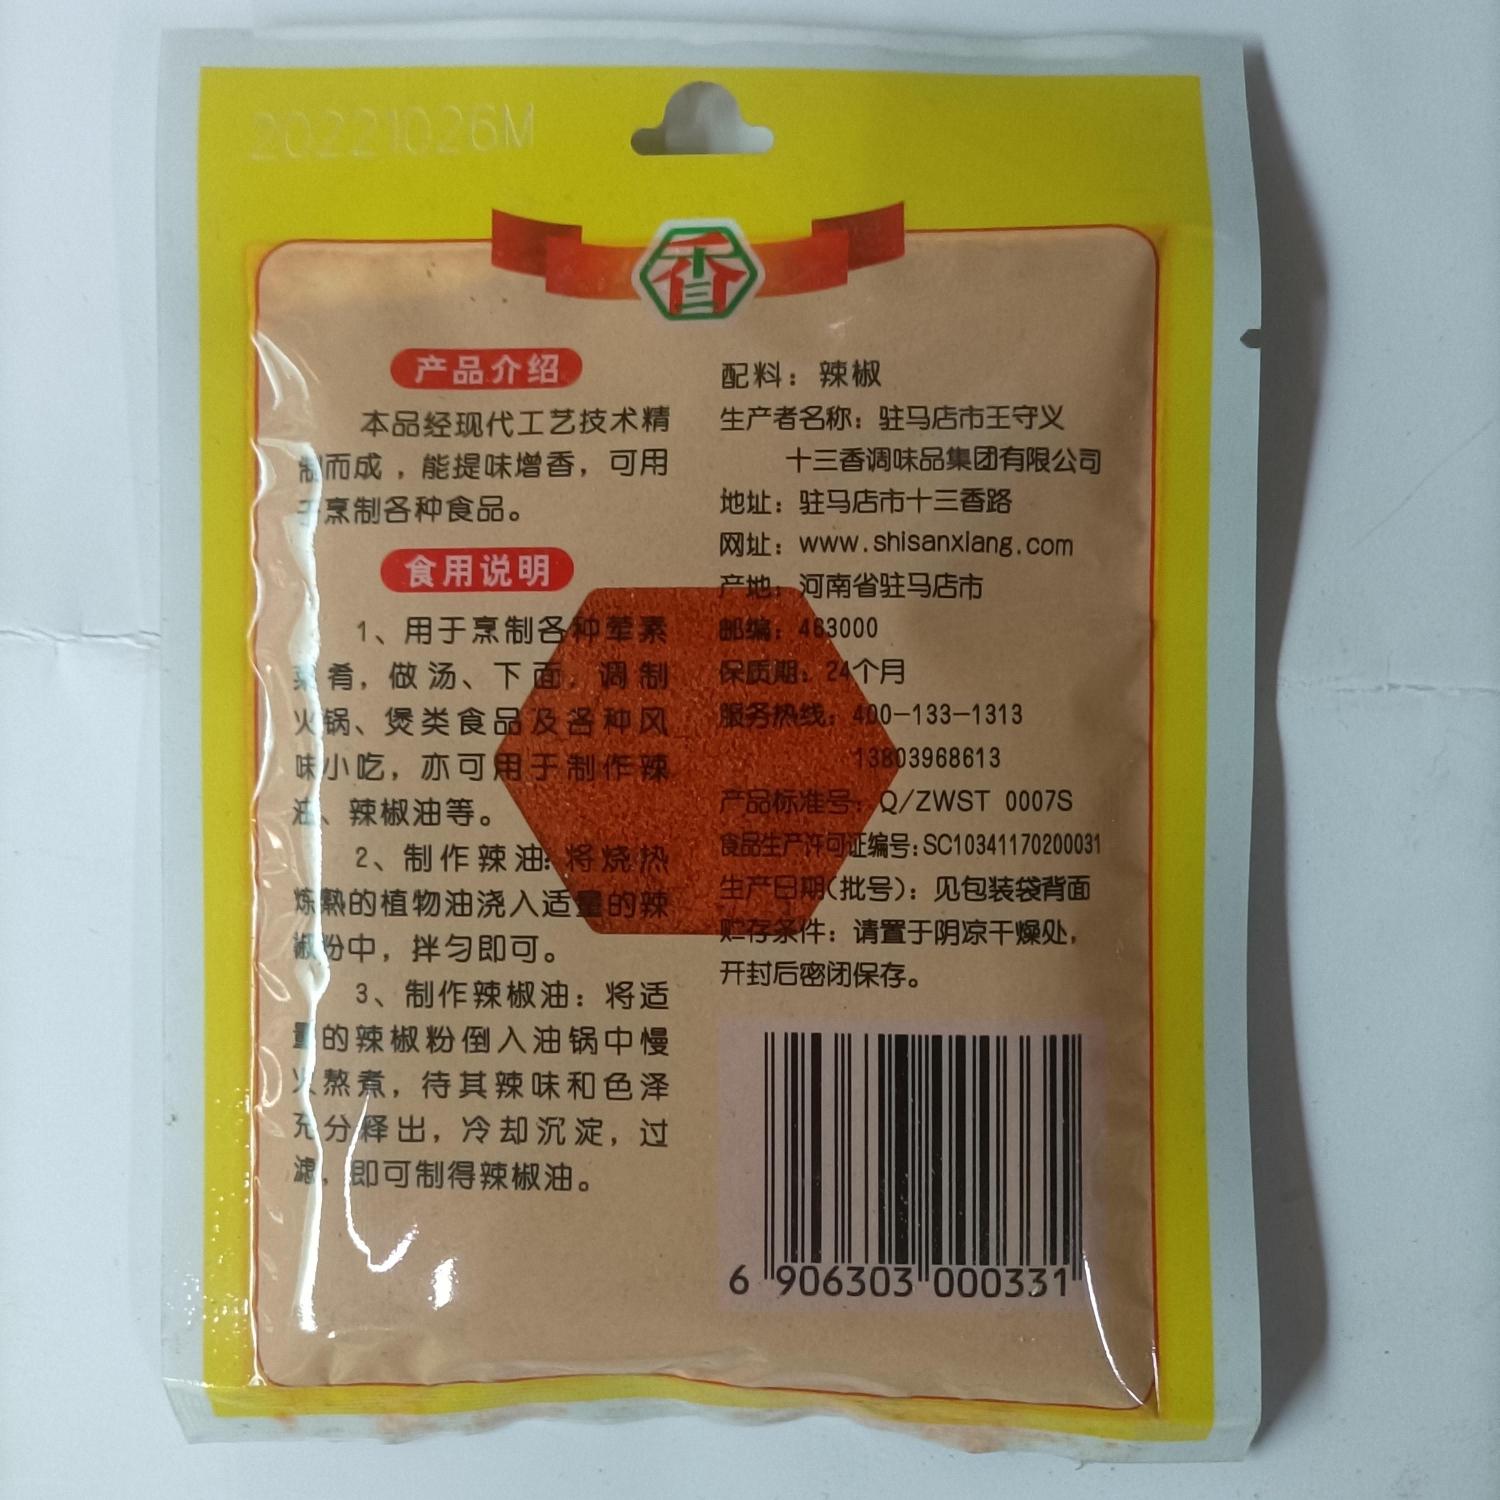 20221026M
香
产品介绍
本品经现代工艺技术精
制而成，能提味增香，可用
于烹制各种食品。
食用说明
1、用于烹制各种荤素
菜肴，做汤、下面，调制
火锅、煲类食品及各种风
味小吃，亦可用于制作辣
油、辣椒油等。
2、制作辣油：将烧热
炼熟的植物油浇入适量的辣
椒粉中，拌匀即可。
3、制作辣椒油：将适
量的辣椒粉倒入油锅中慢
火熬煮，待其辣味和色泽
充分释出，冷却沉淀，过
滤，即可制得辣椒油。
配料：辣椒
生产者名称：驻马店市王守义
十三香调味品集团有限公司
地址：驻马店市十三香路
网址：www.shisanxiang.com
产地：河南省驻马店市
邮编：463000
保质期：24个月
服务热线：400-133-1313
13803968613
产品标准号：Q/ZWST 0007S
食品生产许可证编号：SC10341170200031
生产日期（批号）：见包装袋背面
贮存条件：请置于阴凉干燥处，
开封后密闭保存。
6 906303 000331